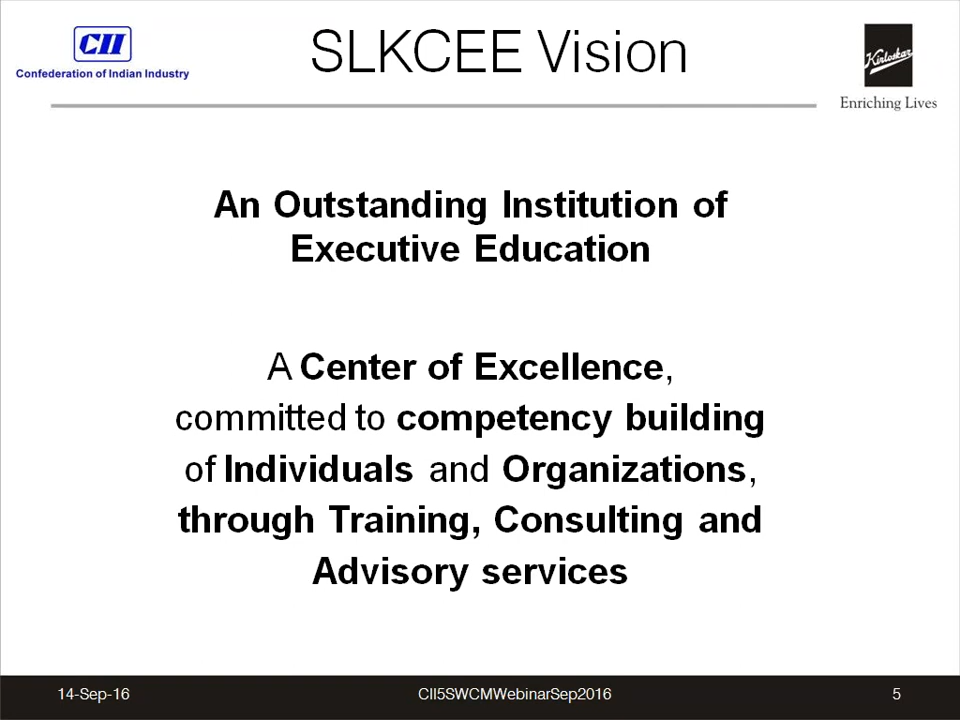 CII
Confederation of Indian Industry
SLKCEE Vision
Kirloskar
Enriching Lives
An Outstanding Institution of
Executive Education
A Center of Excellence,
committed to competency building
of Individuals and Organizations,
through Training, Consulting and
Advisory services
14-Sep-16
CII5SWCMWebinarSep2016
5